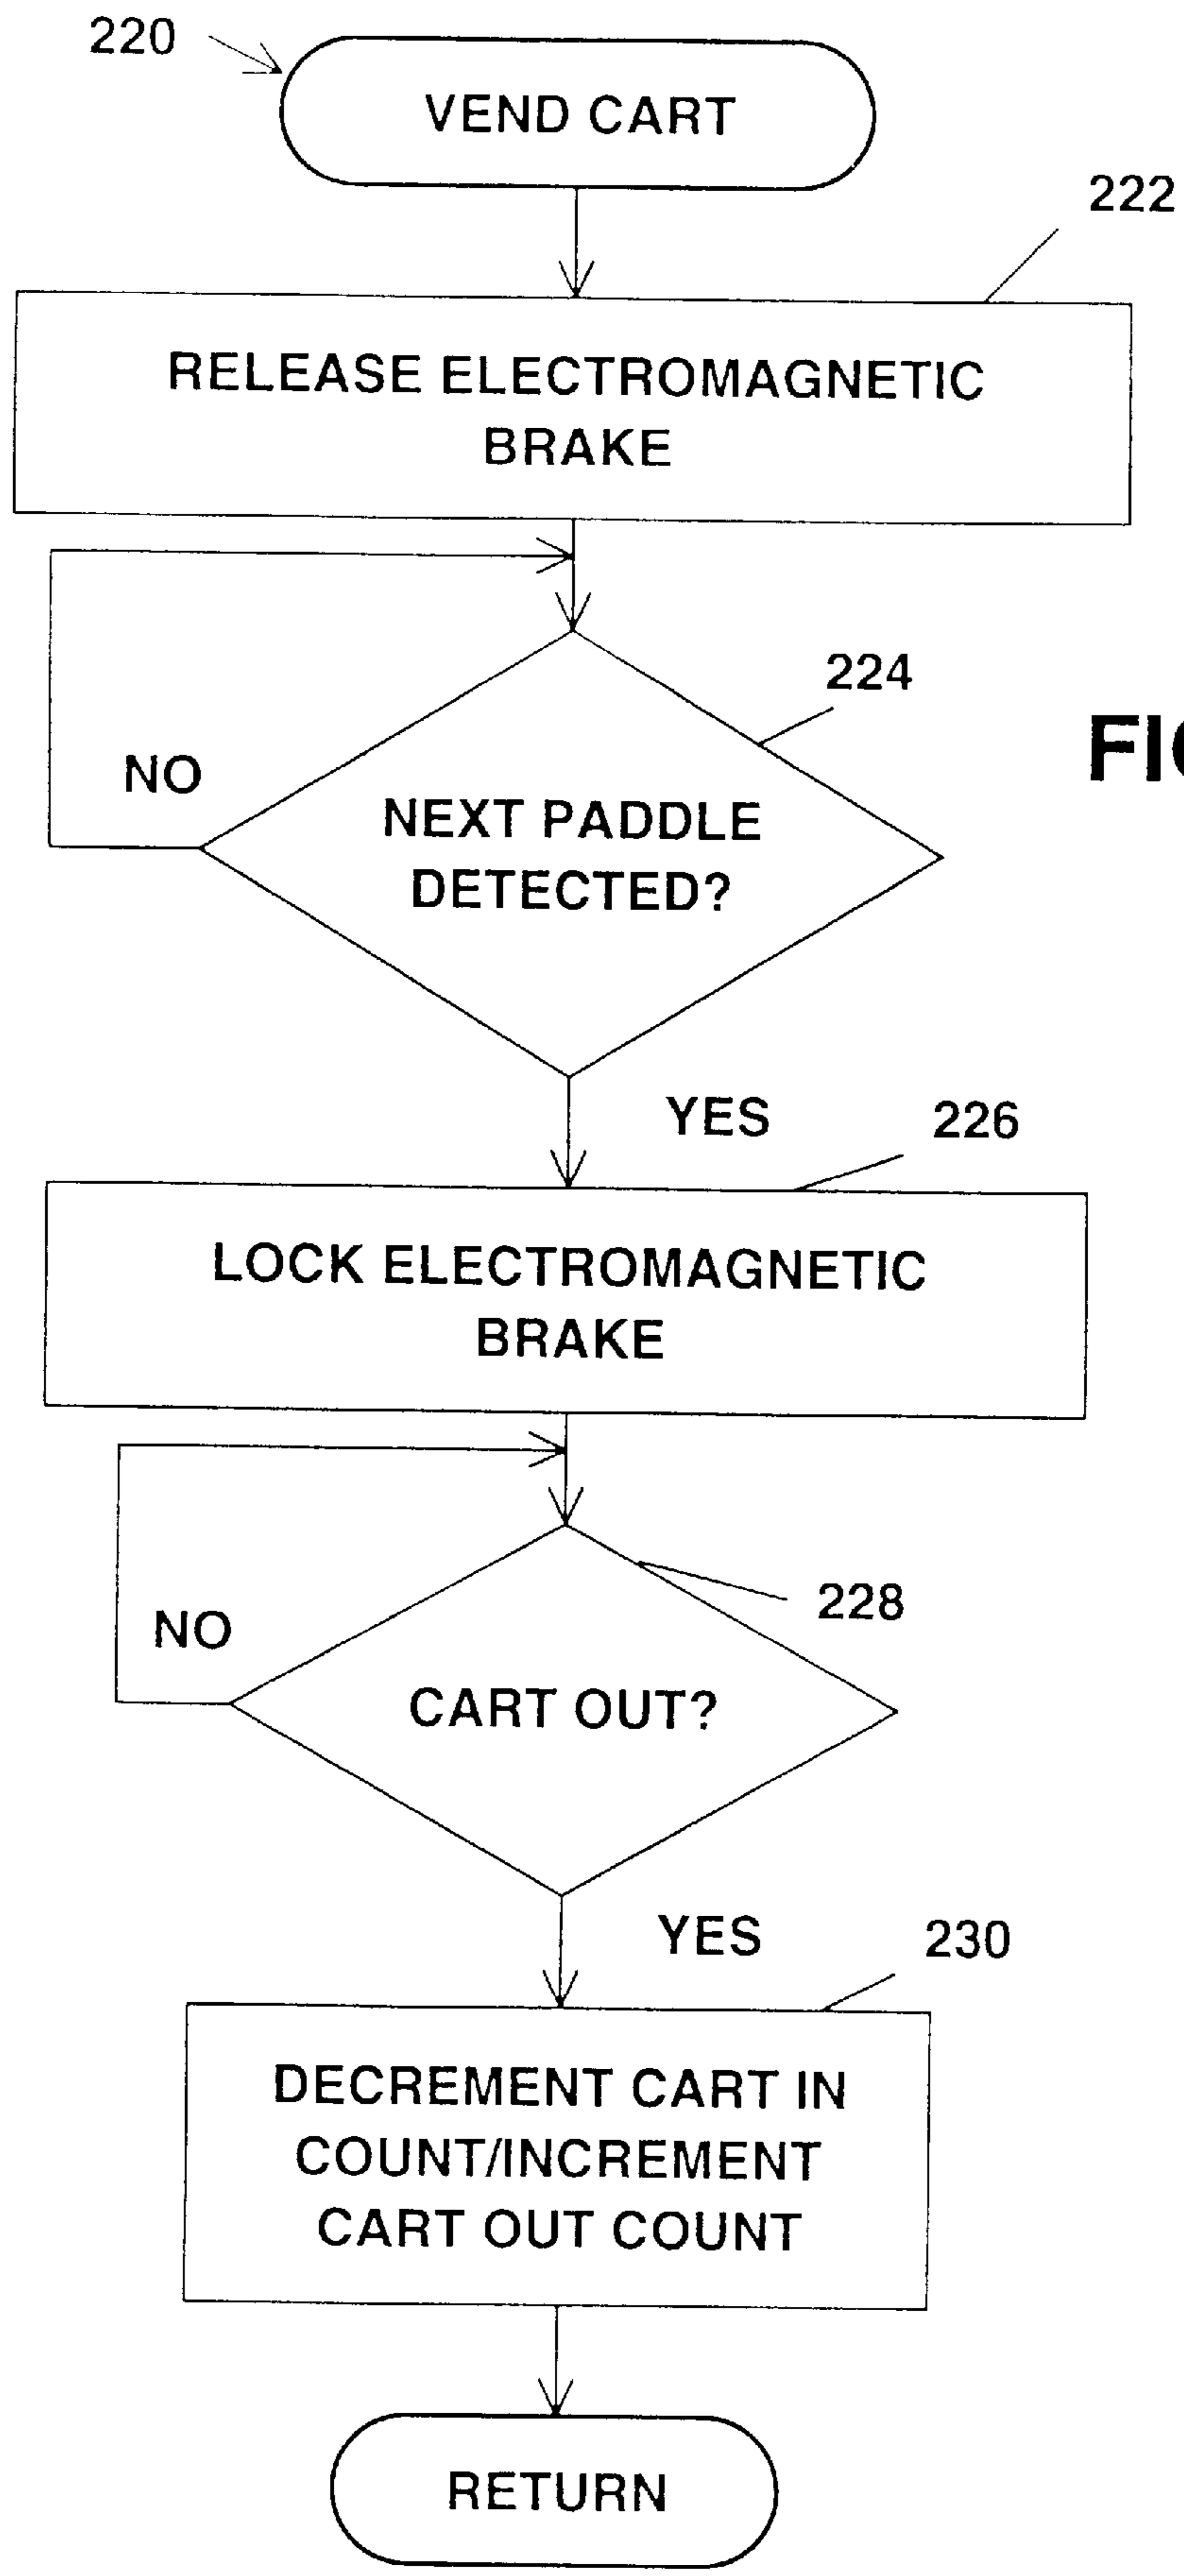 220
VEND CART
222
RELEASE ELECTROMAGNETIC
BRAKE
224
NO
NEXT PADDLE
DETECTED?
YES
226
LOCK ELECTROMAGNETIC
BRAKE
228
NO
CART OUT?
YES
230
DECREMENT CART IN
COUNT/INCREMENT
CART OUT COUNT
RETURN